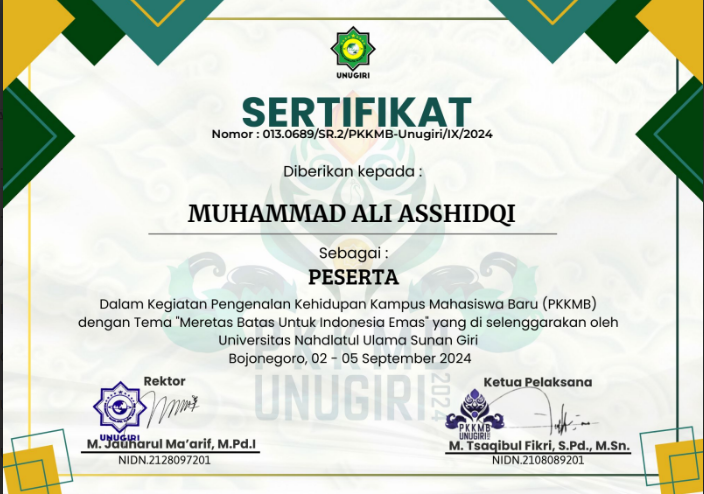 UNUGIRI
SERTIFIKAT
Nomor : 013.0689/SR.2/PKKMB-Unugiri/IX/2024
Diberikan kepada :
MUHAMMAD ALI ASSHIDQI
Sebagai :
PESERTA
Dalam Kegiatan Pengenalan Kehidupan Kampus Mahasiswa Baru (PKKMB)
dengan Tema "Meretas Batas Untuk Indonesia Emas" yang di selenggarakan oleh
Universitas Nahdlatul Ulama Sunan Giri
Bojonegoro, 02 - 05 September 2024
PKKMB
UNUGIRI
2024
Rektor
UNUGIRI
M. Jauharul Ma'arif, M.Pd.I
NIDN.2128097201
Ketua Pelaksana
PKKMB
UNUGIRI
M. Tsaqibul Fikri, S.Pd., M.Sn.
NIDN.2108089201